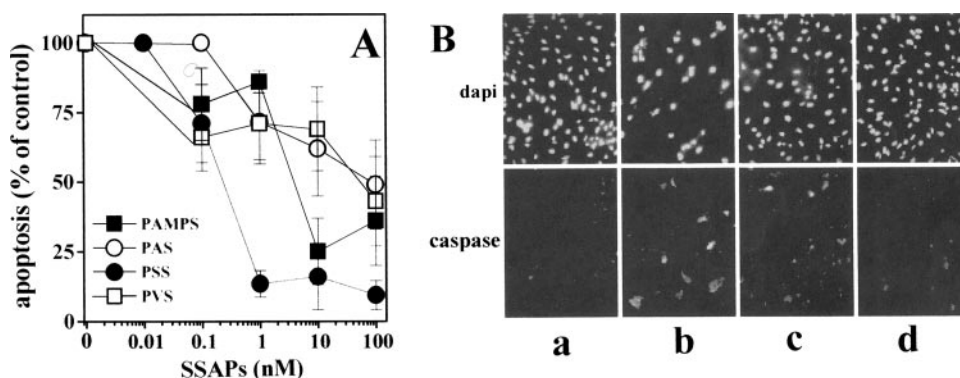 A
apoptosis (% of control)
100
75
50
25
0
PAMPS
PAS
PSS
PVS
0 0.01 0.1 1 10 100
SSAPs (nM)
B
dapi
caspase
a b c d